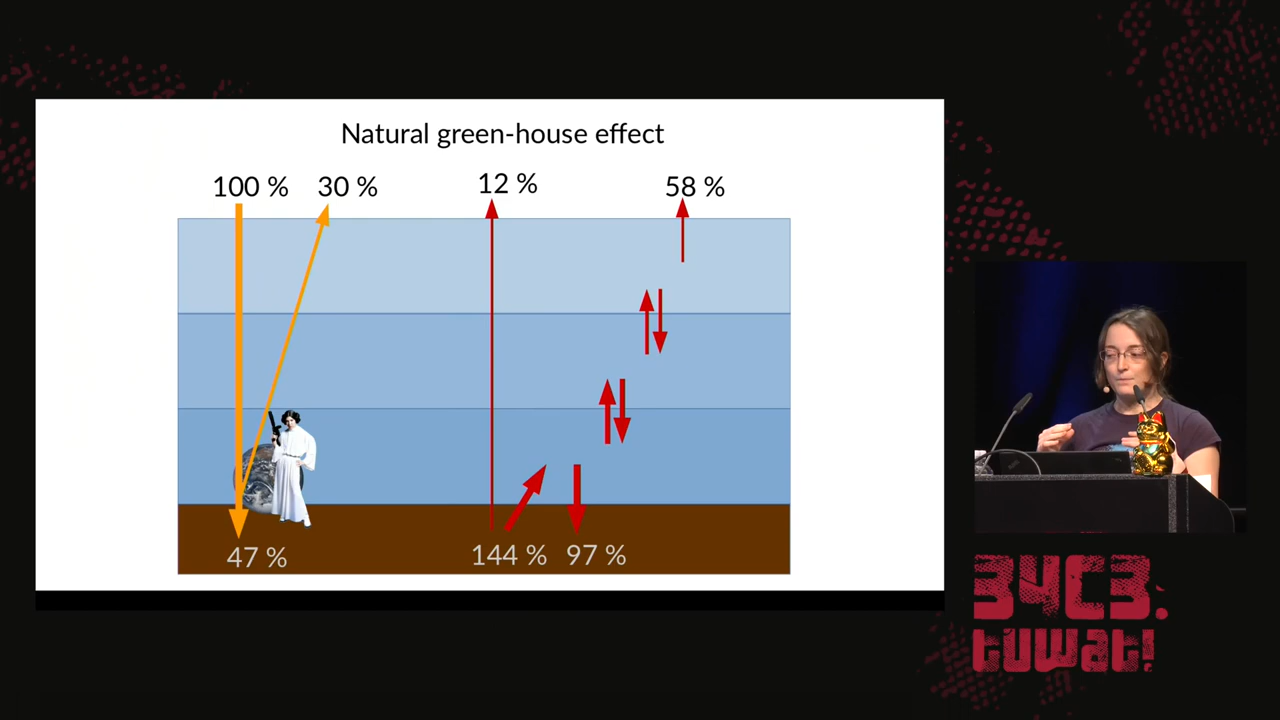 Natural green-house effect
100 % 30 % 12 % 58 %
47 % 144 % 97 %
34C3.
tuwat!